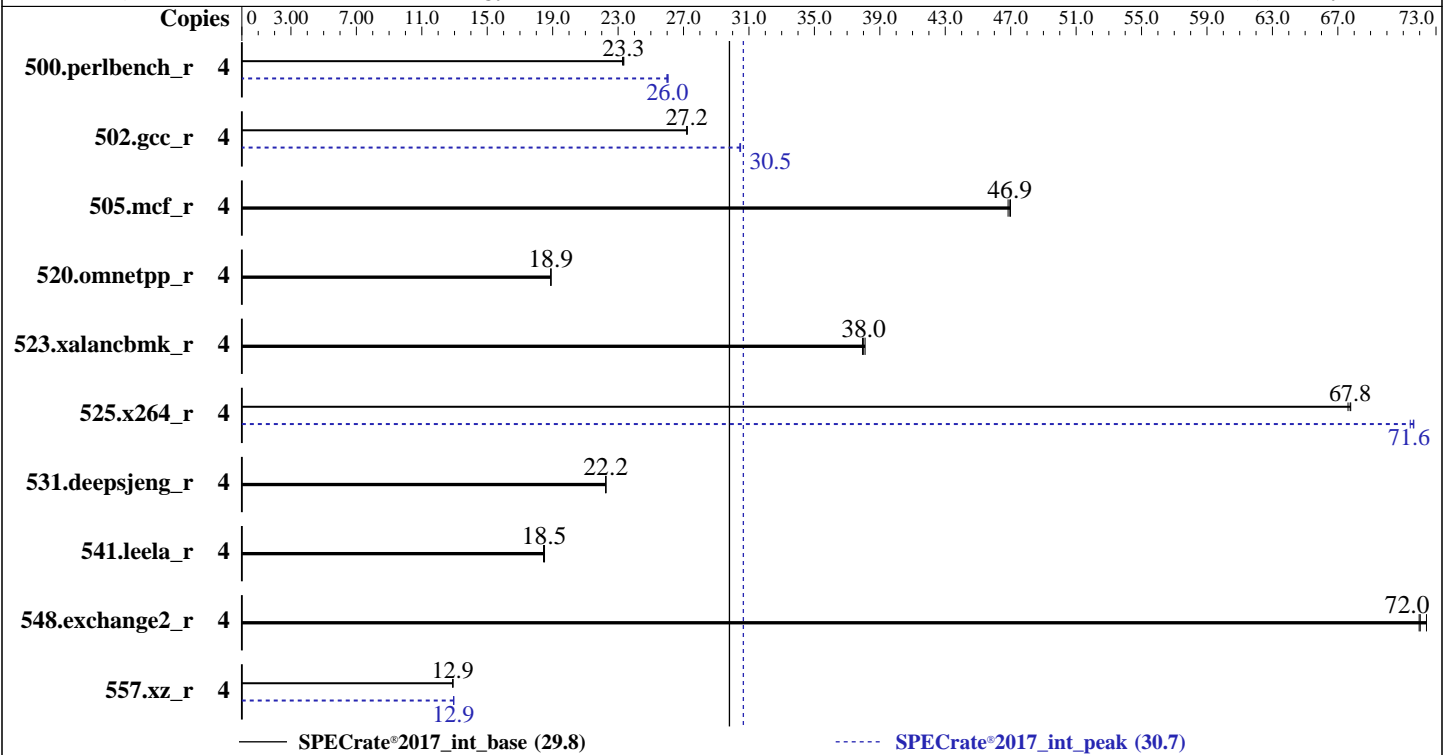 Copies 0 3.00 7.00 11.0 15.0 19.0 23.0 27.0 31.0 35.0 39.0 43.0 47.0 51.0 55.0 59.0 63.0 67.0 73.0
23.3
500.perlbench_r 4
26.0
27.2
502.gcc_r 4
30.5
46.9
505.mcf_r 4
18.9
520.omnetpp_r 4
38.0
523.xalancbmk_r 4
67.8
525.x264_r 4
71.6
22.2
531.deepsjeng_r 4
18.5
541.leela_r 4
72.0
548.exchange2_r 4
12.9
557.xz_r 4
12.9
SPECrate®2017_int_base (29.8) SPECrate®2017_int_peak (30.7)